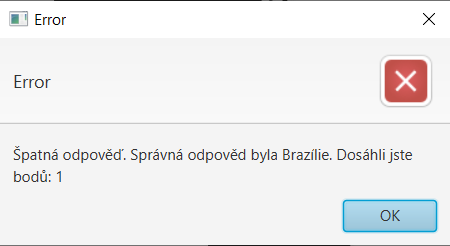 Error
Error
Špatná odpověď. Správná odpověd byla Brazílie. Dosáhli jste
bodů: 1
OK